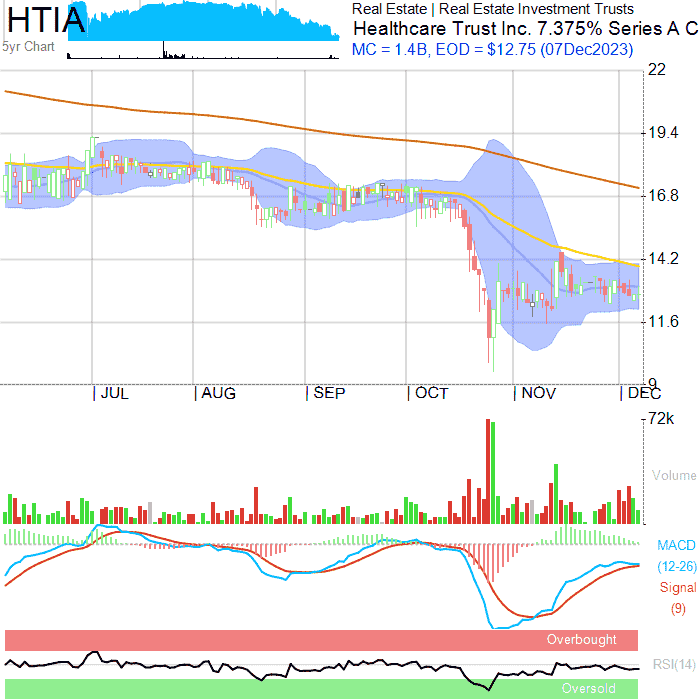 HTIA
5yr Chart
Real Estate | Real Estate Investment Trusts
Healthcare Trust Inc. 7.375% Series A C
MC = 1.4B, EOD = $12.75 (07Dec2023)
22
19.4
16.8
14.2
11.6
9
JUL AUG SEP OCT NOV DEC
72k
Volume
MACD
(12-26)
Signal
(9)
Overbought
RSI(14)
Oversold